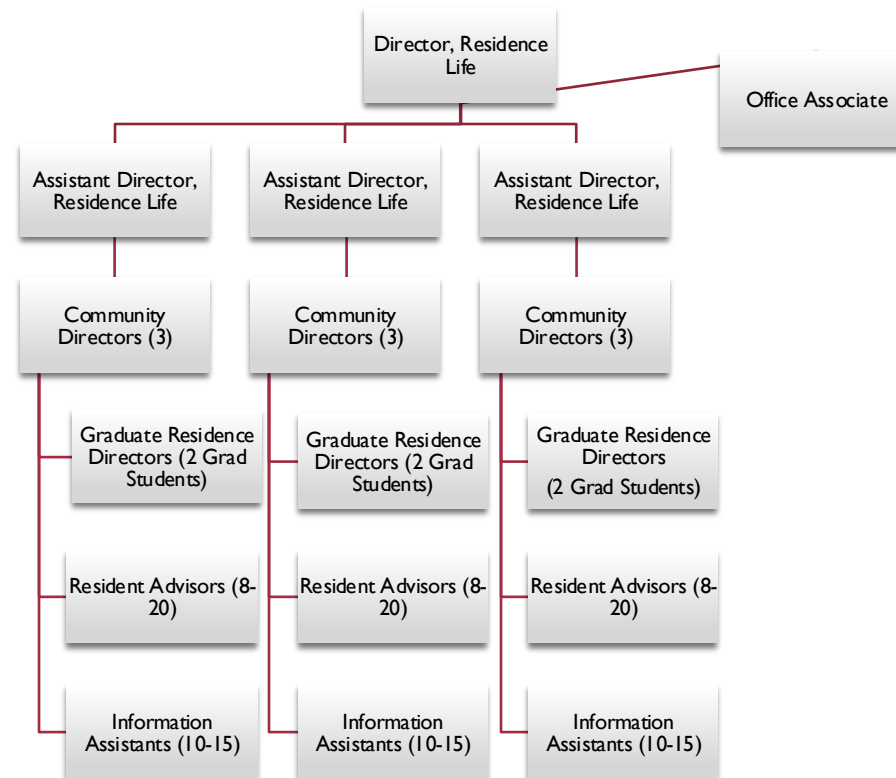 Director, Residence
Life
Office Associate
Assistant Director,
Residence Life
Assistant Director,
Residence Life
Assistant Director,
Residence Life
Community
Directors (3)
Community
Directors (3)
Community
Directors (3)
Graduate Residence
Directors (2 Grad
Students)
Graduate Residence
Directors (2 Grad
Students)
Graduate Residence
Directors
(2 Grad Students)
Resident Advisors (8-
20)
Resident Advisors (8-
20)
Resident Advisors (8-
20)
Information
Assistants (10-15)
Information
Assistants (10-15)
Information
Assistants (10-15)